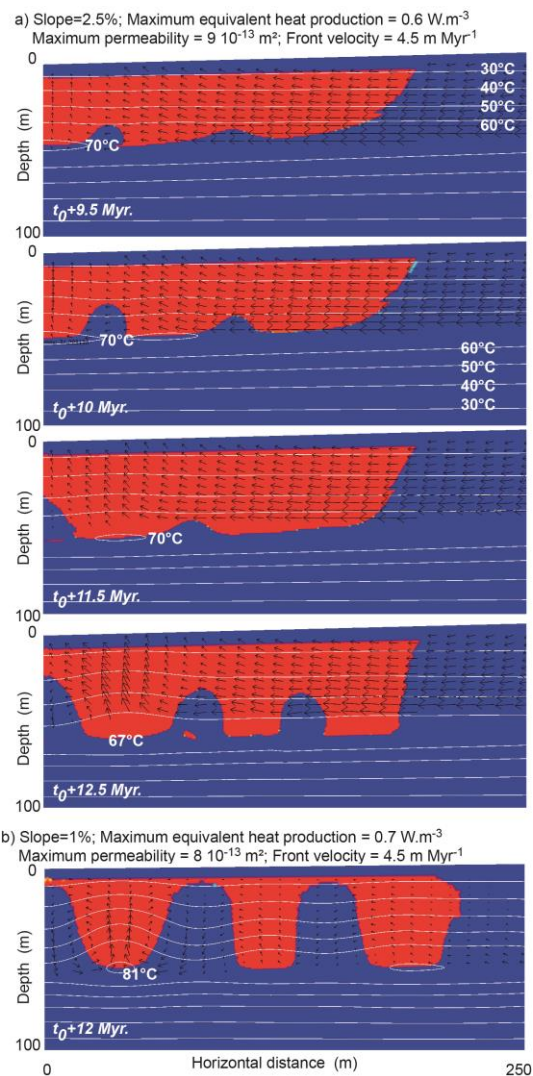 a) Slope=2.5%; Maximum equivalent heat production = 0.6 W.m-3
Maximum permeability = 9 10-13 m²; Front velocity = 4.5 m Myr-1
0
30°C
40°C
50°C
60°C
Depth (m)
70°C
t0+9.5 Myr.
100
0
Depth (m)
70°C
60°C
50°C
40°C
30°C
t0+10 Myr.
100
0
Depth (m)
70°C
t0+11.5 Myr.
100
0
Depth (m)
67°C
t0+12.5 Myr.
100
b) Slope=1%; Maximum equivalent heat production = 0.7 W.m-3
Maximum permeability = 8 10-13 m²; Front velocity = 4.5 m Myr-1
0
Depth (m)
81°C
t0+12 Myr.
100
0
Horizontal distance (m)
250